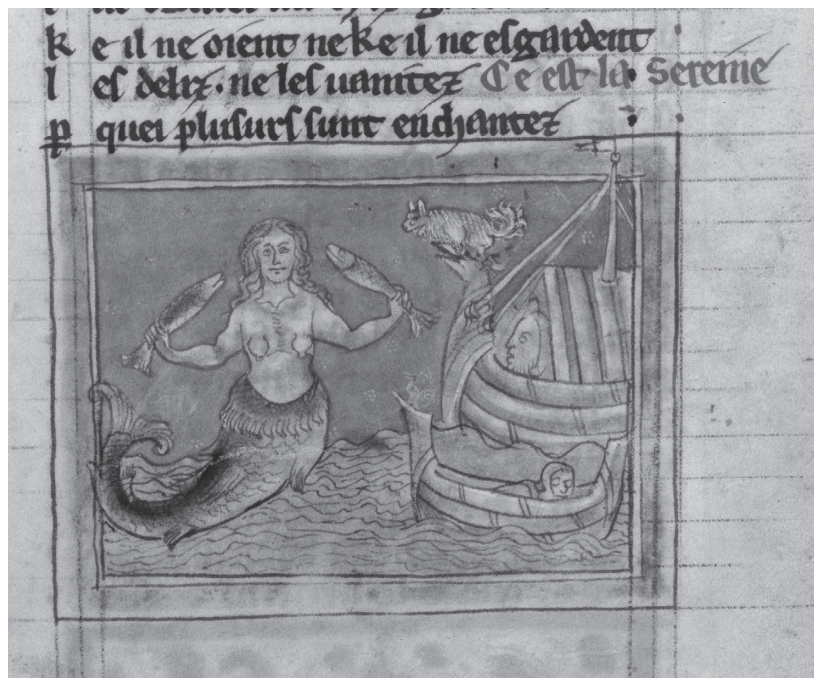 k e il ne oient ne ke il ne esgardent
l es deliz. ne les uanitez Ce est la Sereine
p quei plusurs sunt enchantez